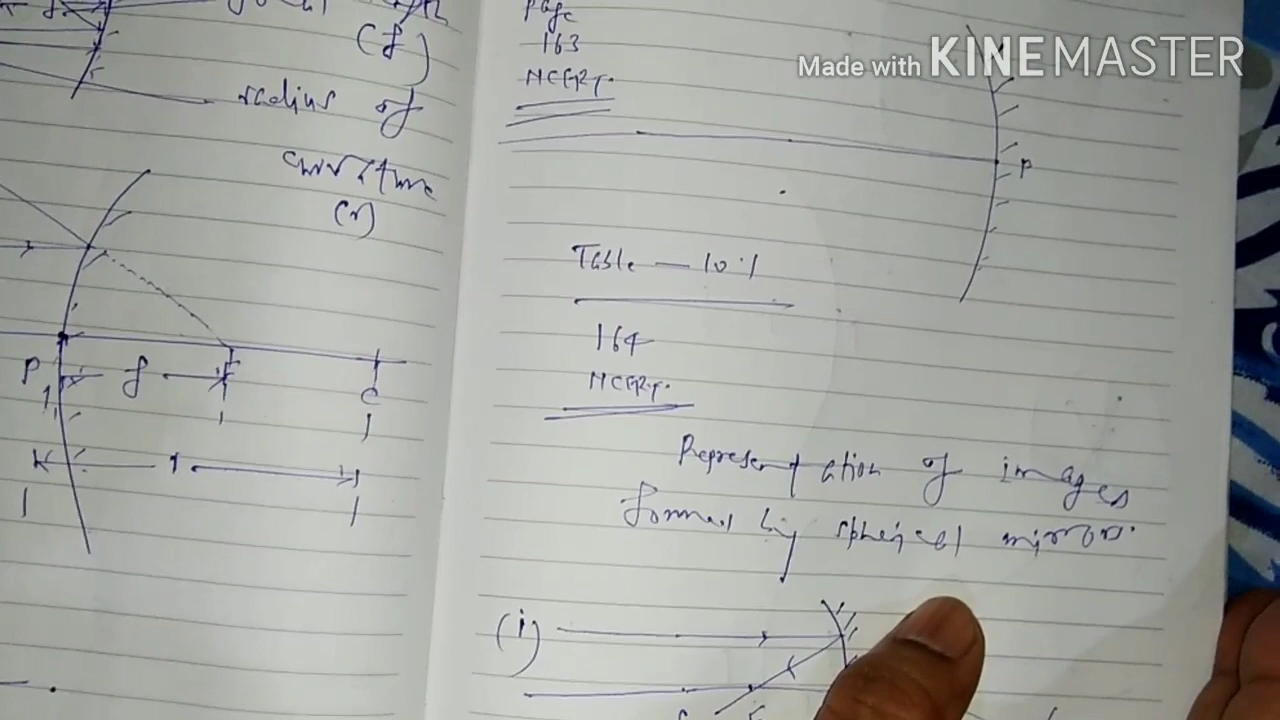 (f)
radius of
curvature
(r)
P
f
F
C
r
Page
163
NCERT.
P
Table — 10.1
164
NCERT.
Representation of images
formed by spherical mirrors.
(i)
Made with KINEMASTER